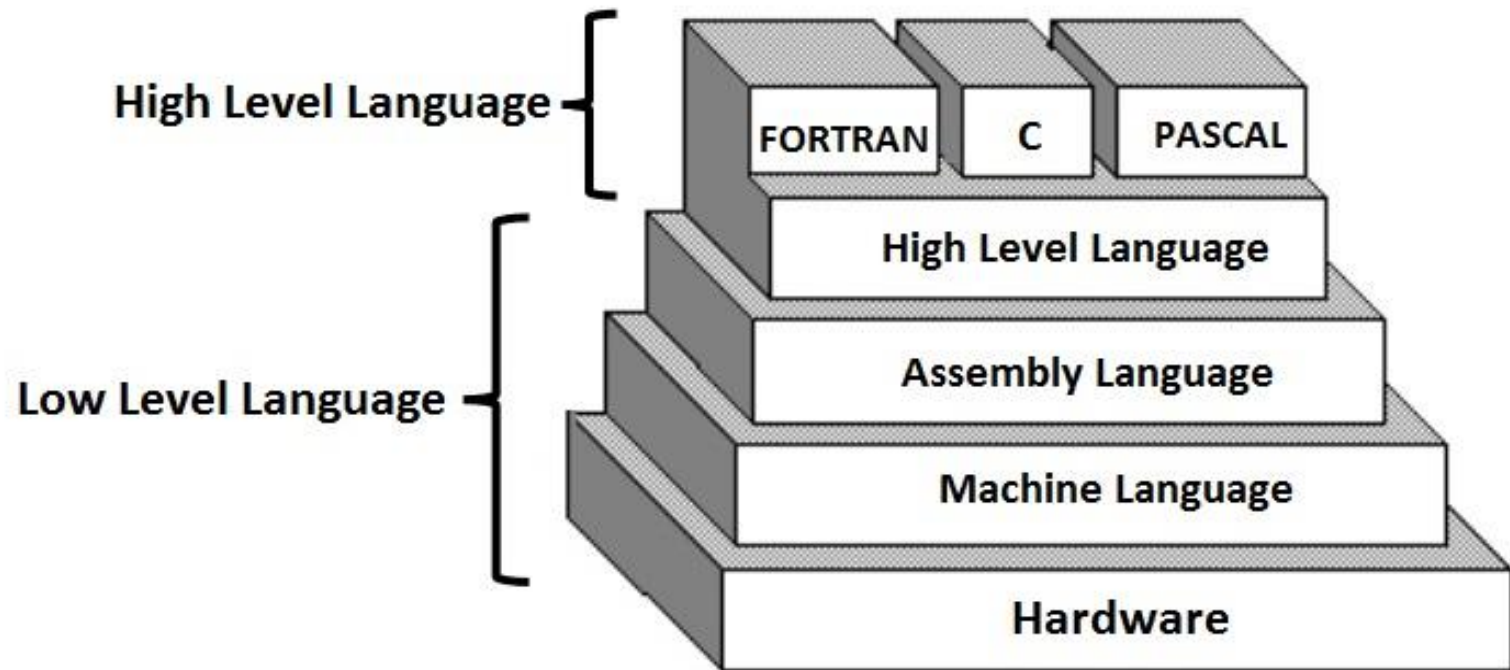 High Level Language
FORTRAN C PASCAL
High Level Language
Assembly Language
Low Level Language
Machine Language
Hardware